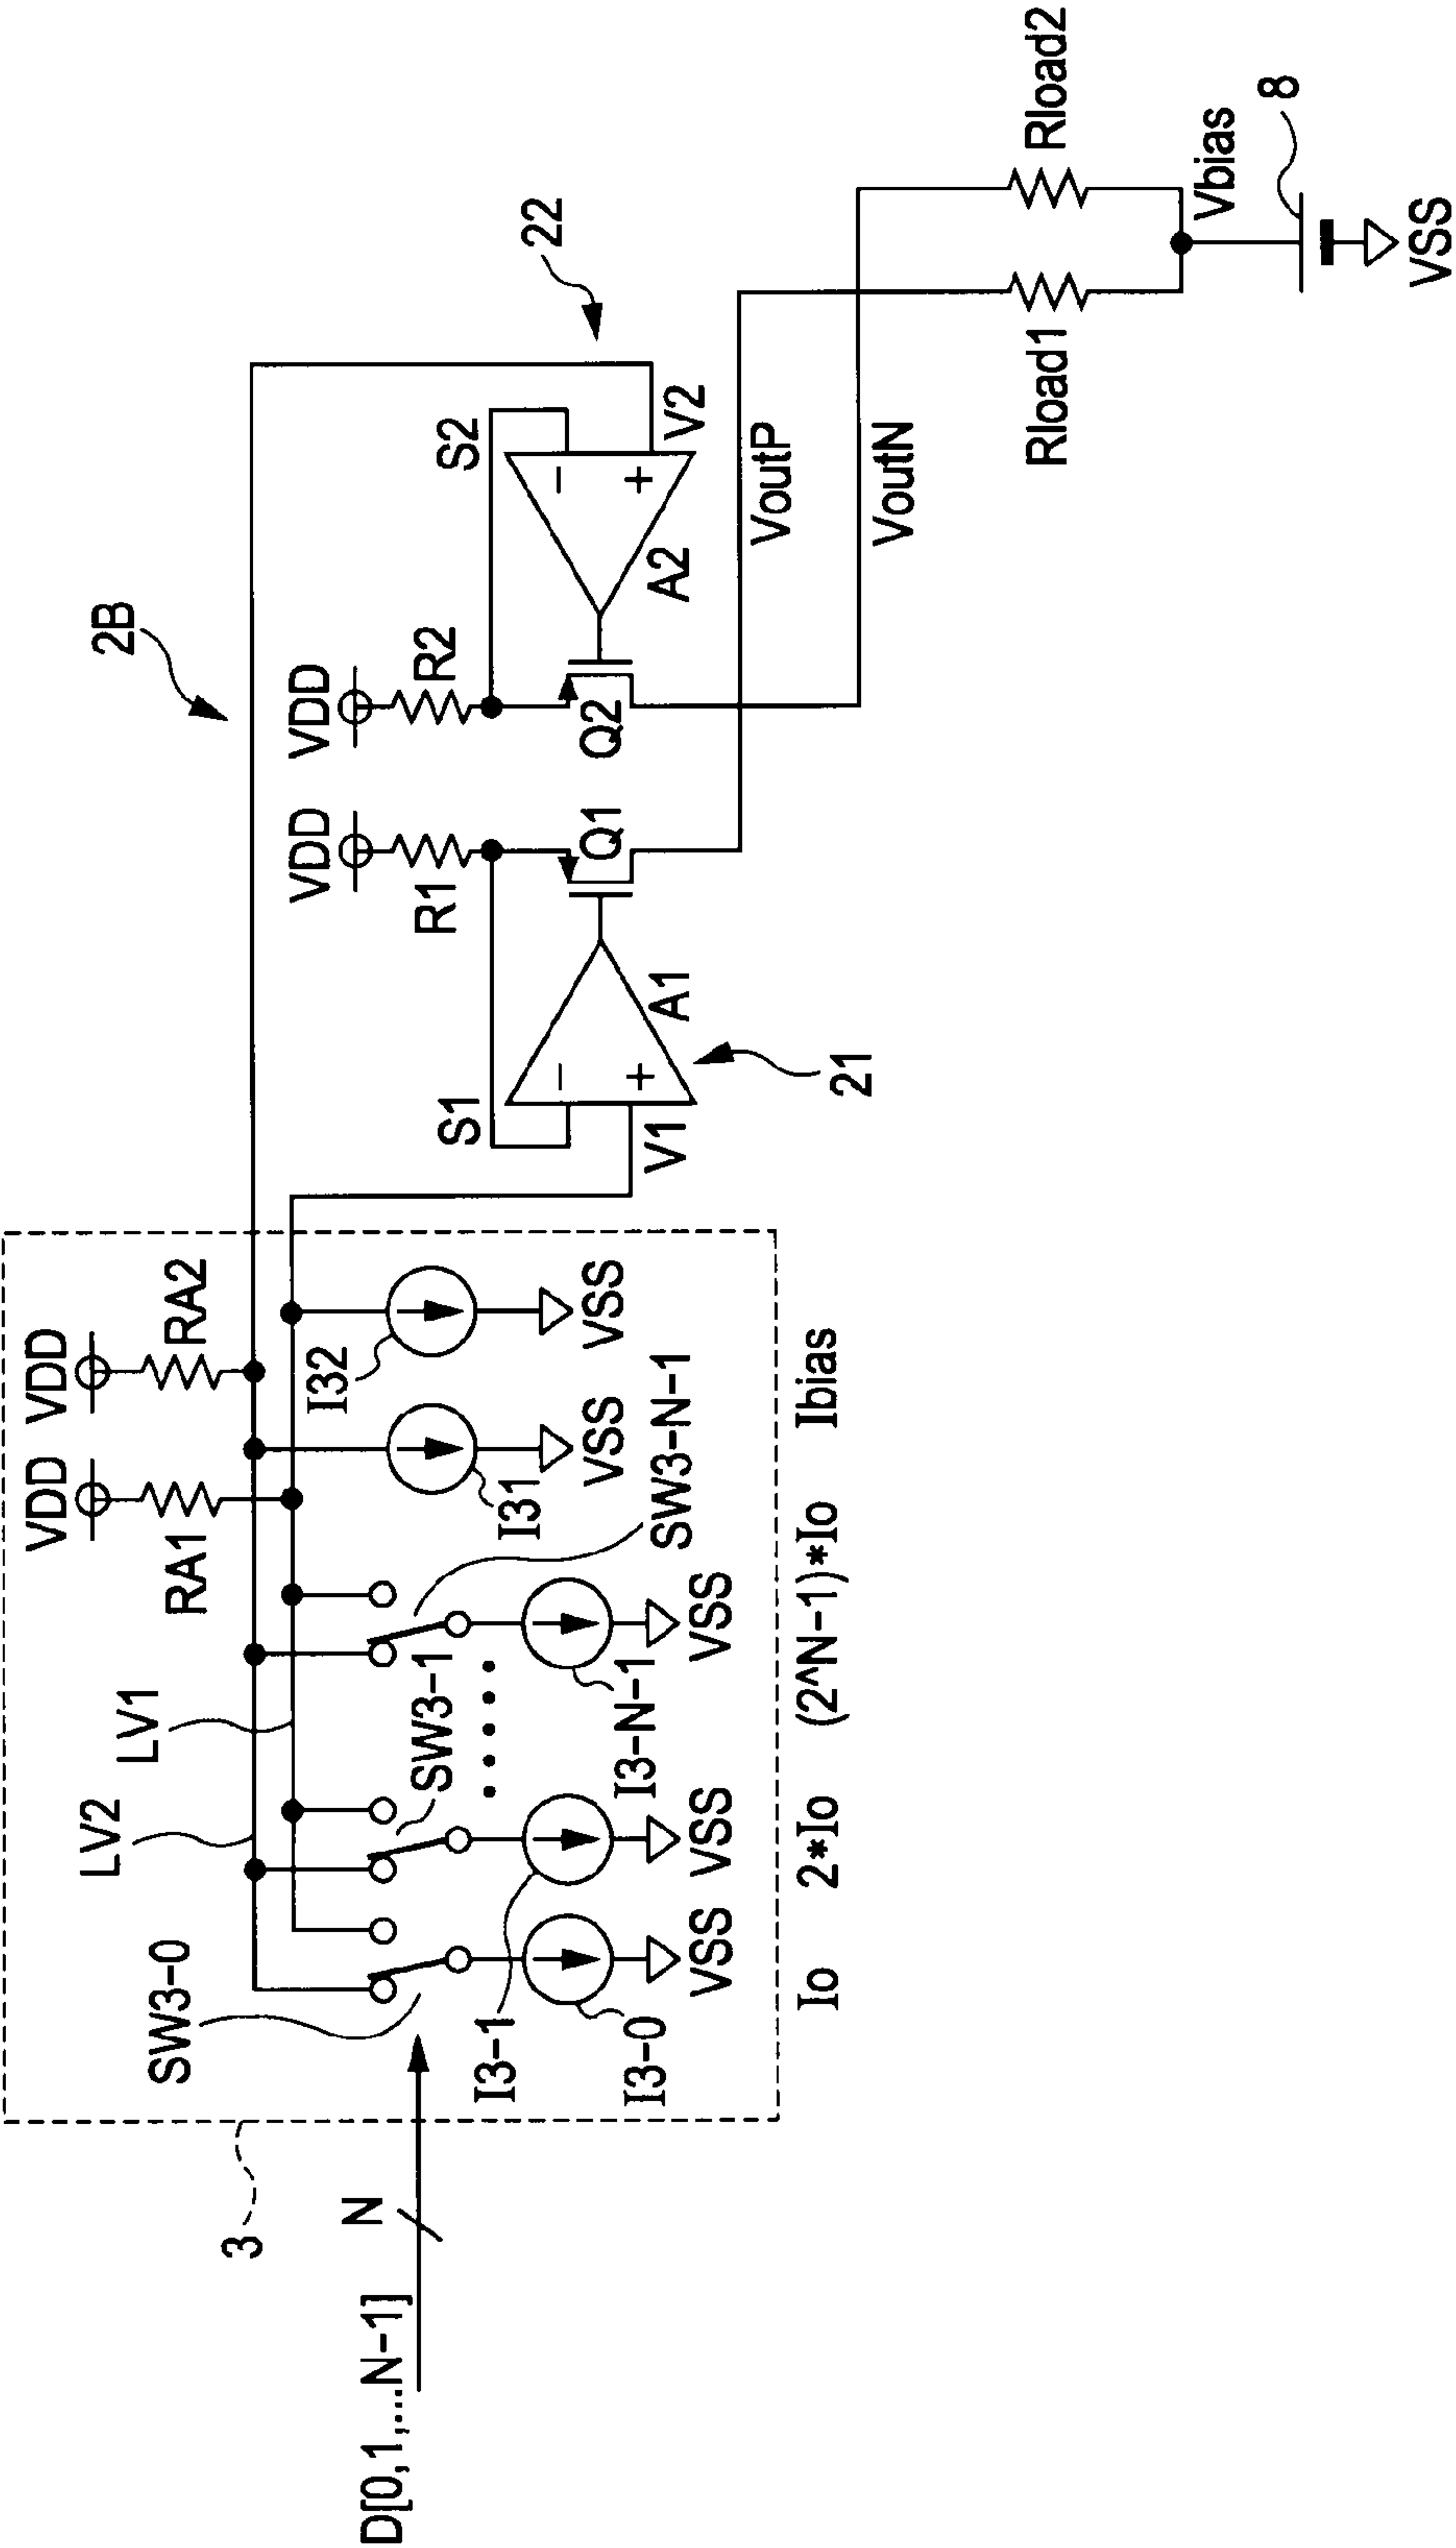 2B
22
VDD
VDD
RA1
RA2
LV2
LV1
VDD
VDD
R1
R2
S1
S2
SW3-0
SW3-1
I31
I32
Q1
Q2
3
N
D[0,1,...N-1]
I3-1
I3-0
I3-N-1
SW3-N-1
VSS
VSS
VSS
VSS
VSS
V1
A1
A2
V2
21
VoutP
VoutN
Io
2*Io
(2^N-1)*Io
Ibias
Rload1
Rload2
Vbias
8
VSS